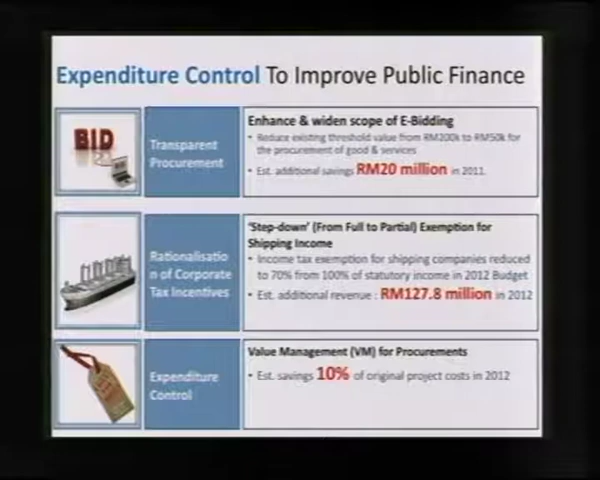 Expenditure Control To Improve Public Finance
BID
Transparent
Procurement
Enhance & widen scope of E-Bidding
• Reduce existing threshold value from RM200k to RM50k for
the procurement of good & services
• Est. additional savings RM20 million in 2011
Rationalisatio
n of Corporate
Tax Incentives
'Step-down' (From Full to Partial) Exemption for
Shipping Income
• Income tax exemption for shipping companies reduced
to 70% from 100% of statutory income in 2012 Budget
• Est. additional revenue : RM127.8 million in 2012
Expenditure
Control
Value Management (VM) for Procurements
• Est. savings 10% of original project costs in 2012